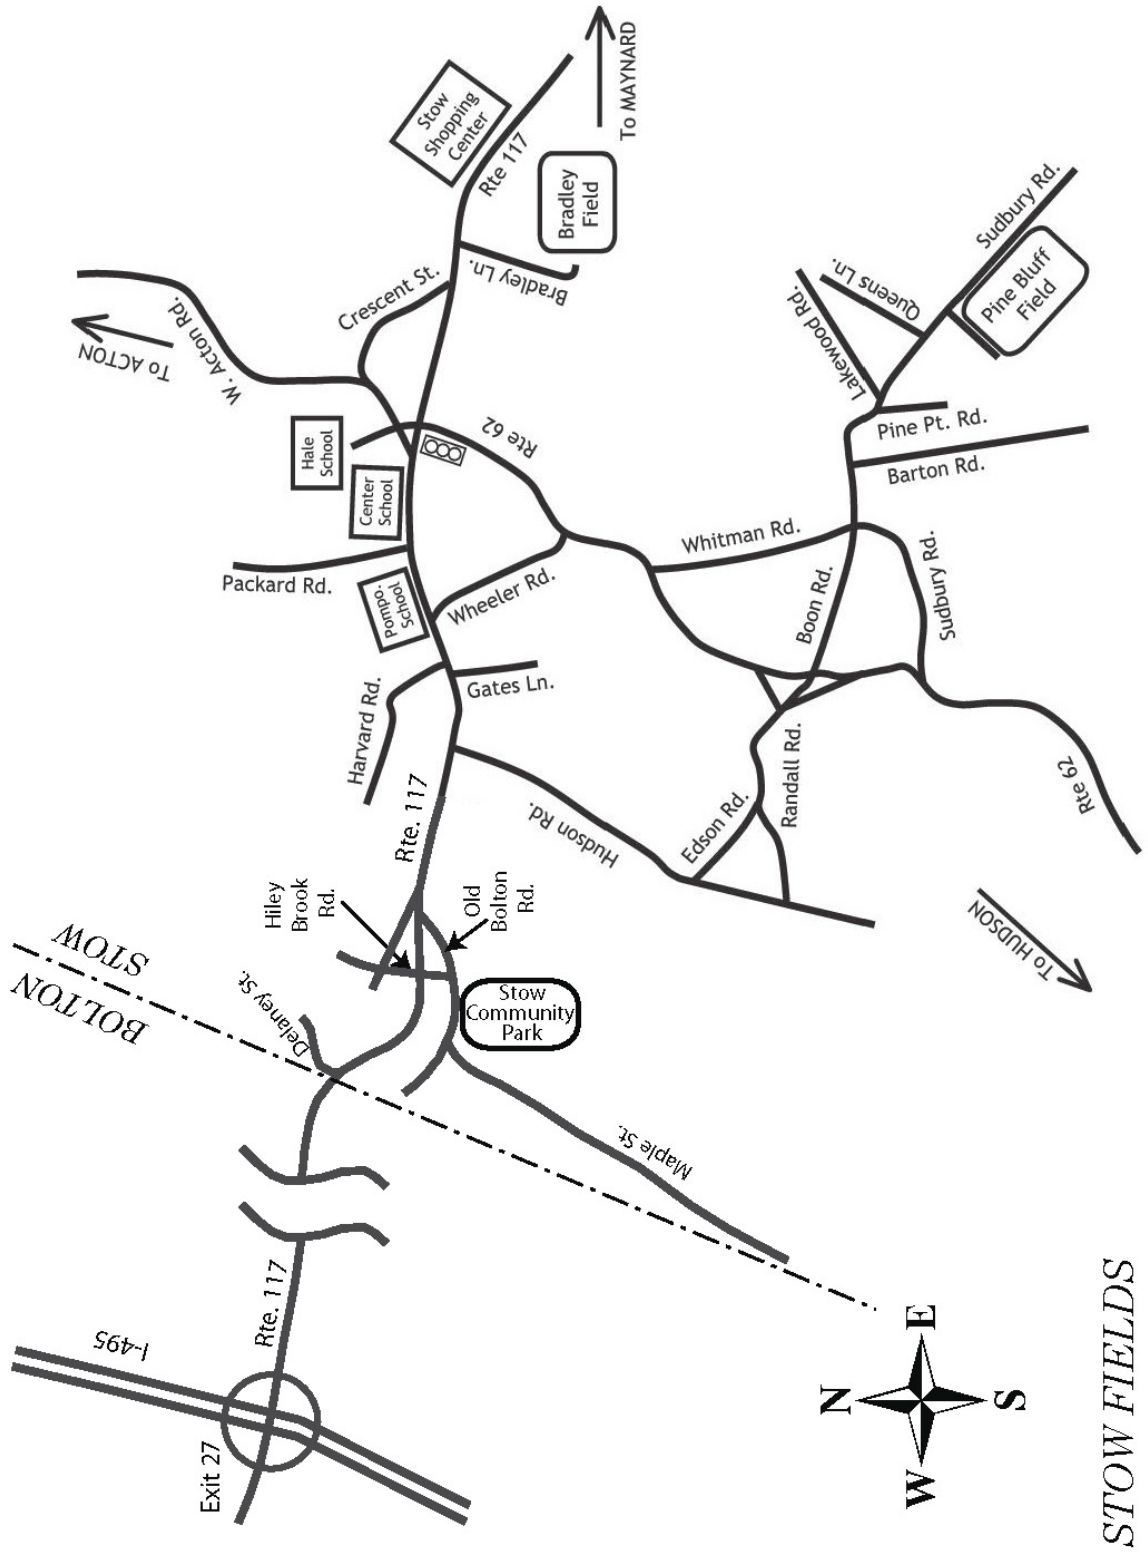 To MAYNARD
Stow
Shopping
Center
Rte 117
Bradley
Field
Bradley Ln.
Crescent St.
W. Acton Rd.
To ACTON
Hale
School
Center
School
Rte 62
Packard Rd.
Pompo.
School
Wheeler Rd.
Harvard Rd.
Gates Ln.
Sudbury Rd.
Pine Bluff
Field
Queens Ln.
Lakewood Rd.
Pine Pt. Rd.
Barton Rd.
Whitman Rd.
Boon Rd.
Sudbury Rd.
Randall Rd.
Edson Rd.
Hudson Rd.
Rte 62
To HUDSON
Rte. 117
Hiley
Brook
Rd.
Old
Bolton
Rd.
Stow
Community
Park
STOW
BOLTON
Delaney St.
Maple St.
Rte. 117
I-495
Exit 27
N
E
S
W
STOW FIELDS